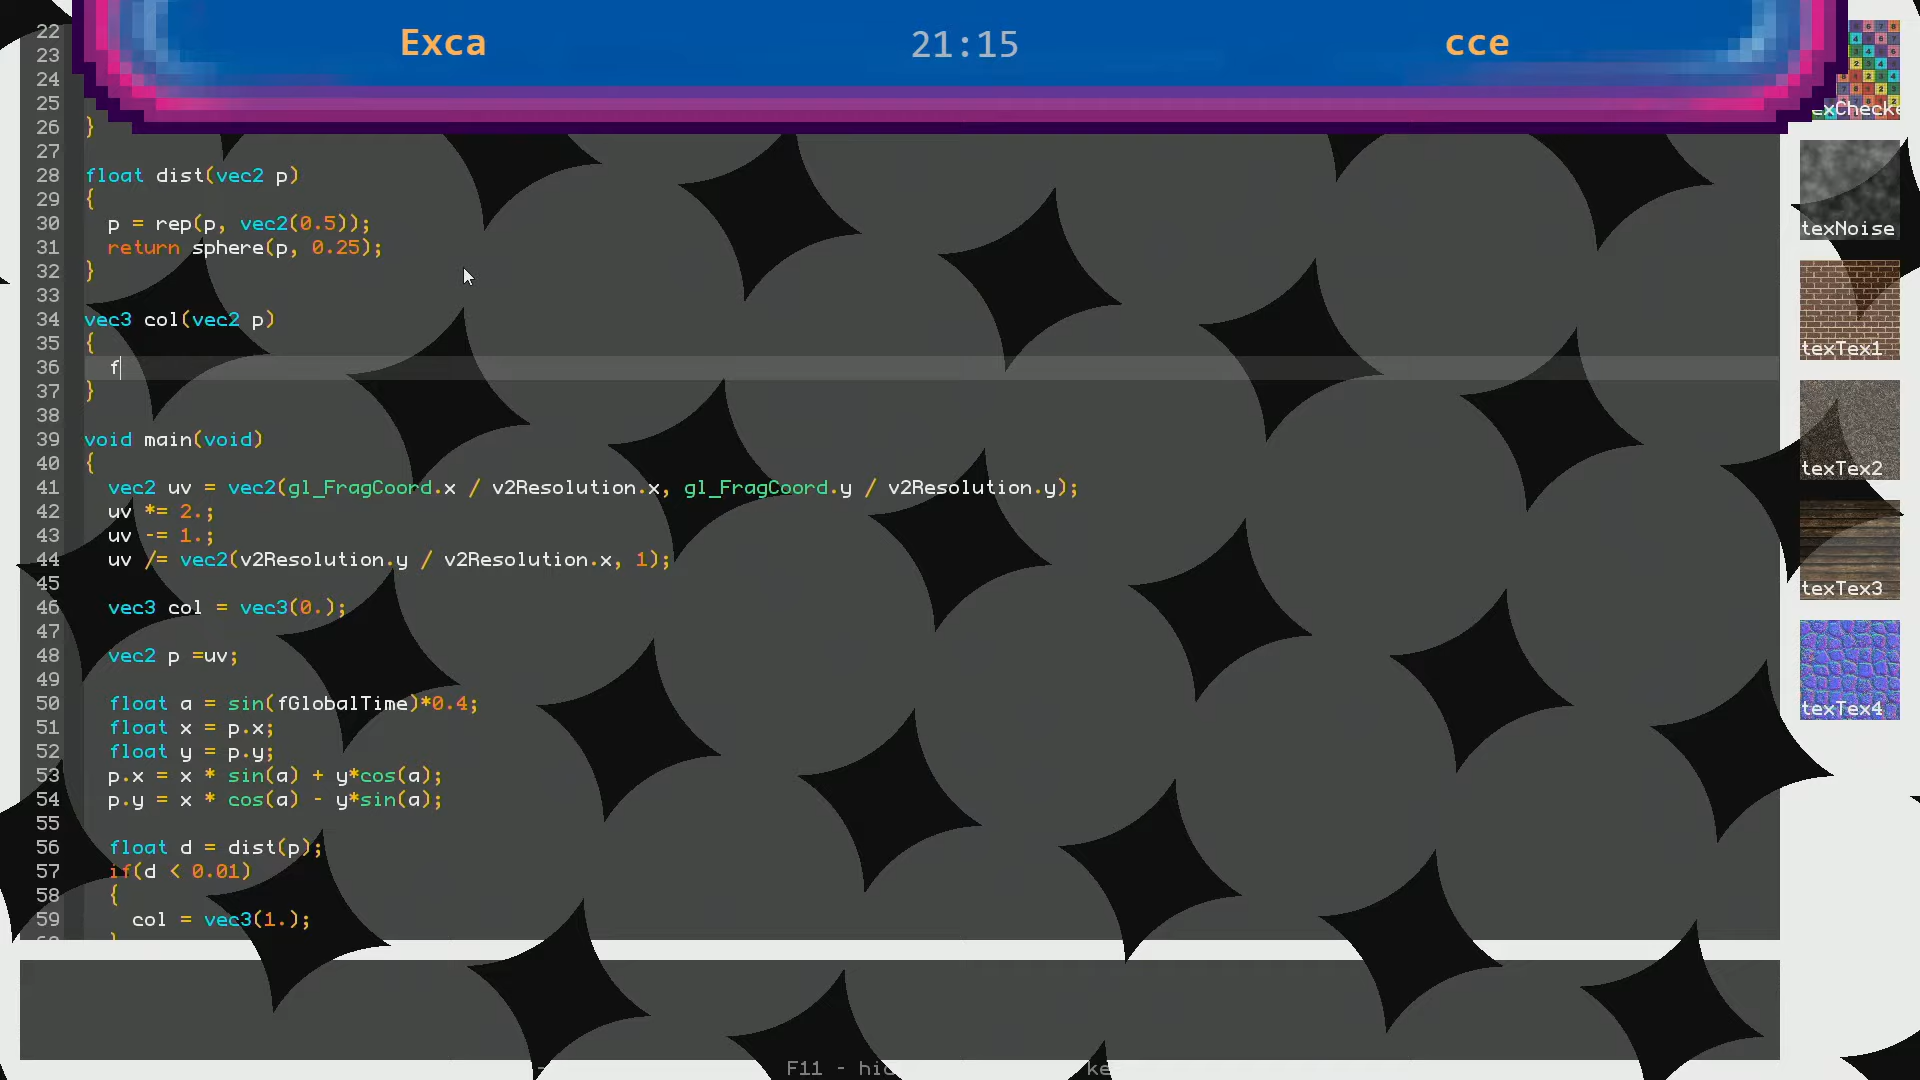 Exca 21:15 cce
22
23
24
25
26 }
27
28 float dist(vec2 p)
29 {
30 p = rep(p, vec2(0.5));
31 return sphere(p, 0.25);
32 }
33
34 vec3 col(vec2 p)
35 {
36 f
37 }
38
39 void main(void)
40 {
41 vec2 uv = vec2(gl_FragCoord.x / v2Resolution.x, gl_FragCoord.y / v2Resolution.y);
42 uv *= 2.;
43 uv -= 1.;
44 uv /= vec2(v2Resolution.y / v2Resolution.x, 1);
45
46 vec3 col = vec3(0.);
47
48 vec2 p =uv;
49
50 float a = sin(fGlobalTime)*0.4;
51 float x = p.x;
52 float y = p.y;
53 p.x = x * sin(a) + y*cos(a);
54 p.y = x * cos(a) - y*sin(a);
55
56 float d = dist(p);
57 if(d < 0.01)
58 {
59 col = vec3(1.);
texNoise
texTex1
texTex2
texTex3
texTex4
F11 -